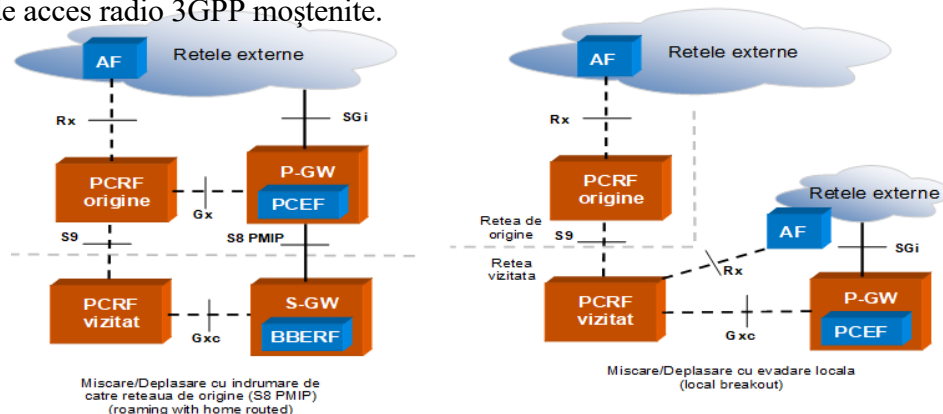 le acces radio 3GPP moștenite.
Retele externe
AF
Rx
SGi
PCRF
origine
P-GW
PCEF
Gx
S9
S8 PMIP
PCRF
vizitat
S-GW
BBERF
Gxc
Miscare/Deplasare cu indrumare de
catre reteaua de origine (S8 PMIP)
(roaming with home routed)
Retele externe
AF
Rx
PCRF
origine
Retele externe
Retea de
origine
S9
AF
SGi
Retea
vizitata
Rx
PCRF
vizitat
P-GW
PCEF
Gxc
Miscare/Deplasare cu evadare locala
(local breakout)